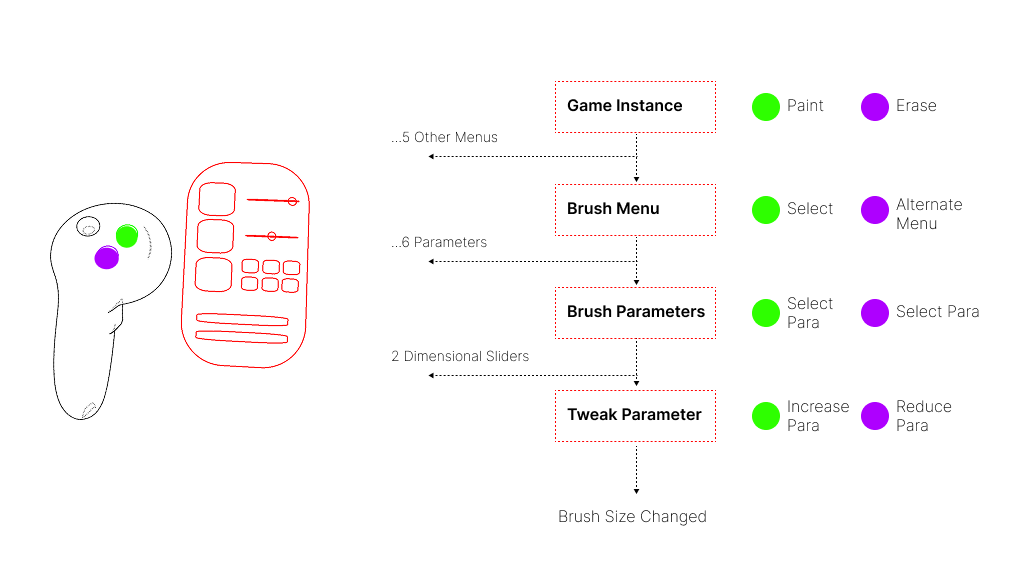 Game Instance
Paint
Erase
...5 Other Menus
Brush Menu
Select
Alternate
Menu
...6 Parameters
Brush Parameters
Select
Para
Select Para
2 Dimensional Sliders
Tweak Parameter
Increase
Para
Reduce
Para
Brush Size Changed